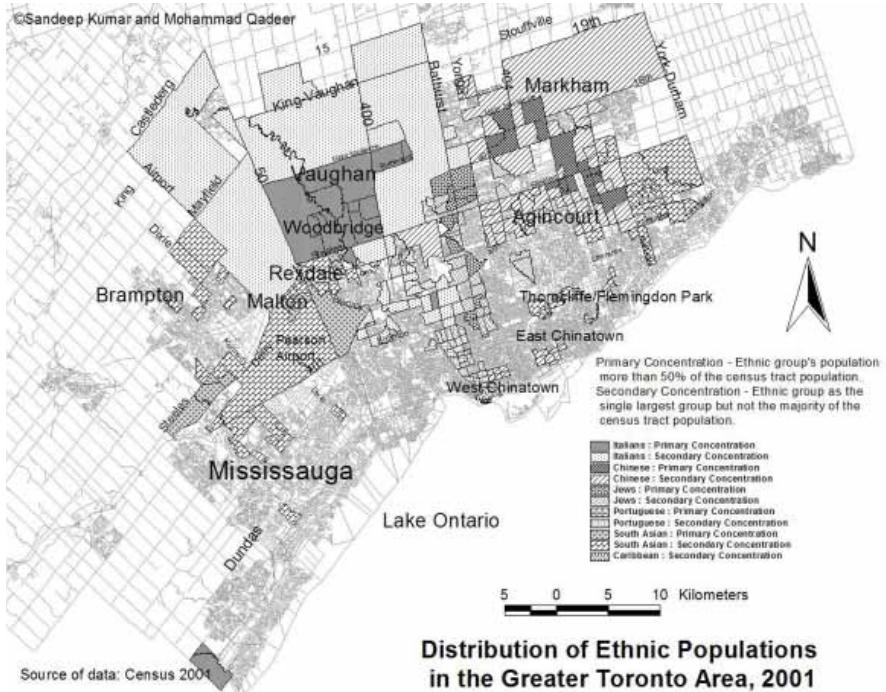 ©Sandeep Kumar and Mohammad Qadeer
Stouffville
19th
15
Yonge
404
York-Durham
Markham
16th
Bathurst
King-Vaughan
400
Castlederg
50
Vaughan
Airport
Mayfield
King
Woodbridge
Agincourt
Dixie
Rexdale
N
Brampton
Malton
Thorncliffe/Flemingdon Park
Pearson
Airport
East Chinatown
West Chinatown
Primary Concentration - Ethnic group's population
more than 50% of the census tract population.
Secondary Concentration - Ethnic group as the
single largest group but not the majority of the
census tract population.
Steeles
Mississauga
Italians : Primary Concentration
Italians : Secondary Concentration
Chinese : Primary Concentration
Chinese : Secondary Concentration
Jews : Primary Concentration
Jews : Secondary Concentration
Portuguese : Primary Concentration
Portuguese : Secondary Concentration
South Asian : Primary Concentration
South Asian : Secondary Concentration
Caribbean : Secondary Concentration
Lake Ontario
Dundas
5 0 5 10 Kilometers
Distribution of Ethnic Populations
in the Greater Toronto Area, 2001
Source of data: Census 2001